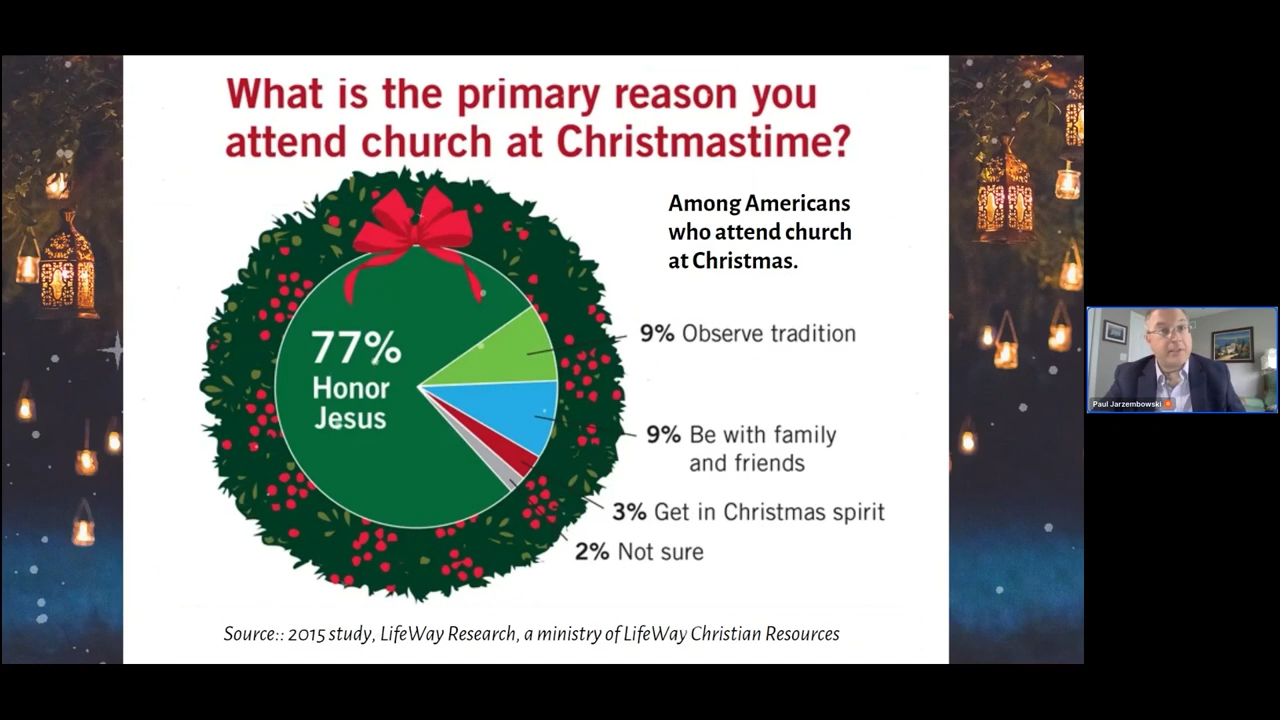 What is the primary reason you
attend church at Christmastime?
Among Americans
who attend church
at Christmas.
77%
Honor
Jesus
9% Observe tradition
9% Be with family
and friends
3% Get in Christmas spirit
2% Not sure
Source:: 2015 study, LifeWay Research, a ministry of LifeWay Christian Resources
Paul Jarzembowski